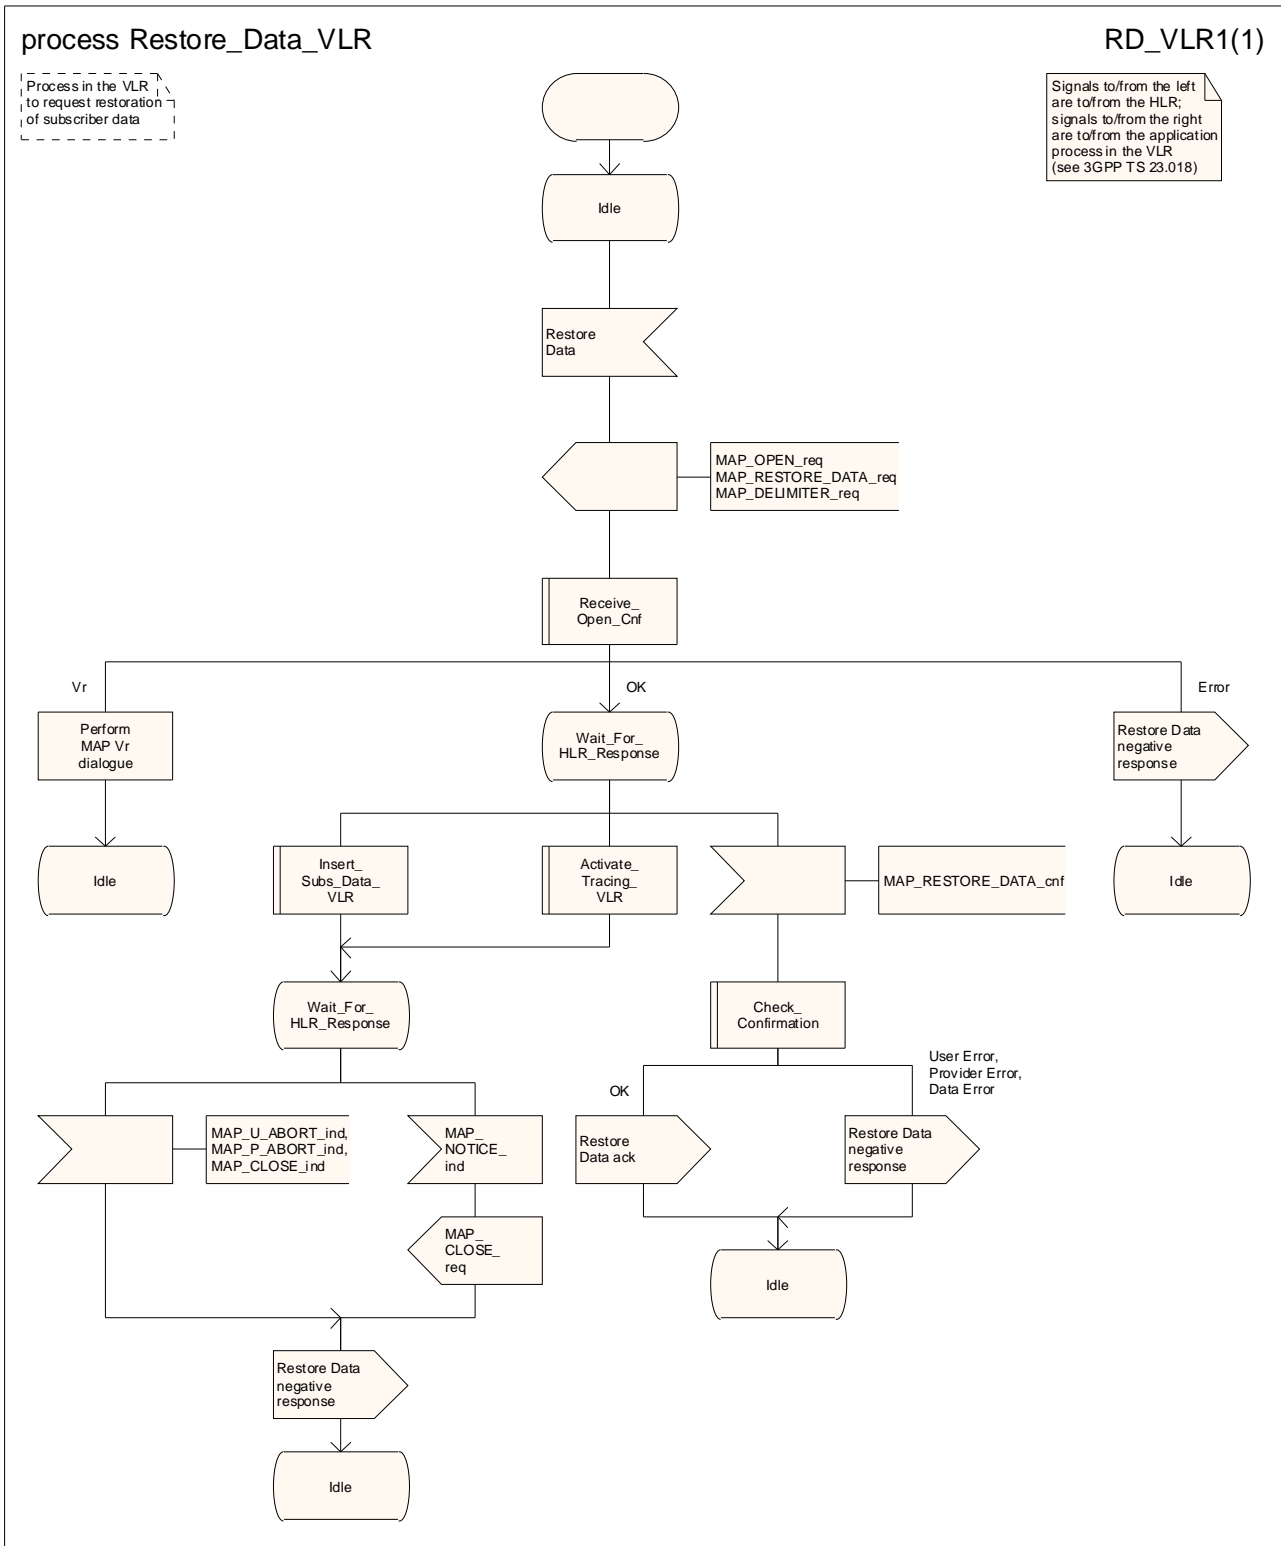 process Restore_Data_VLR
RD_VLR1(1)
Process in the VLR
to request restoration
of subscriber data
Signals to/from the left
are to/from the HLR;
signals to/from the right
are to/from the application
process in the VLR
(see 3GPP TS 23.018)
Idle
Restore
Data
MAP_OPEN_req
MAP_RESTORE_DATA_req
MAP_DELIMITER_req
Receive_
Open_Cnf
Vr
OK
Error
Perform
MAP Vr
dialogue
Wait_For_
HLR_Response
Restore Data
negative
response
Idle
Insert_
Subs_Data_
VLR
Activate_
Tracing_
VLR
MAP_RESTORE_DATA_cnf
Idle
Wait_For_
HLR_Response
Check_
Confirmation
OK
User Error,
Provider Error,
Data Error
MAP_U_ABORT_ind,
MAP_P_ABORT_ind,
MAP_CLOSE_ind
MAP_
NOTICE_
ind
Restore
Data ack
Restore Data
negative
response
MAP_
CLOSE_
req
Idle
Restore Data
negative
response
Idle